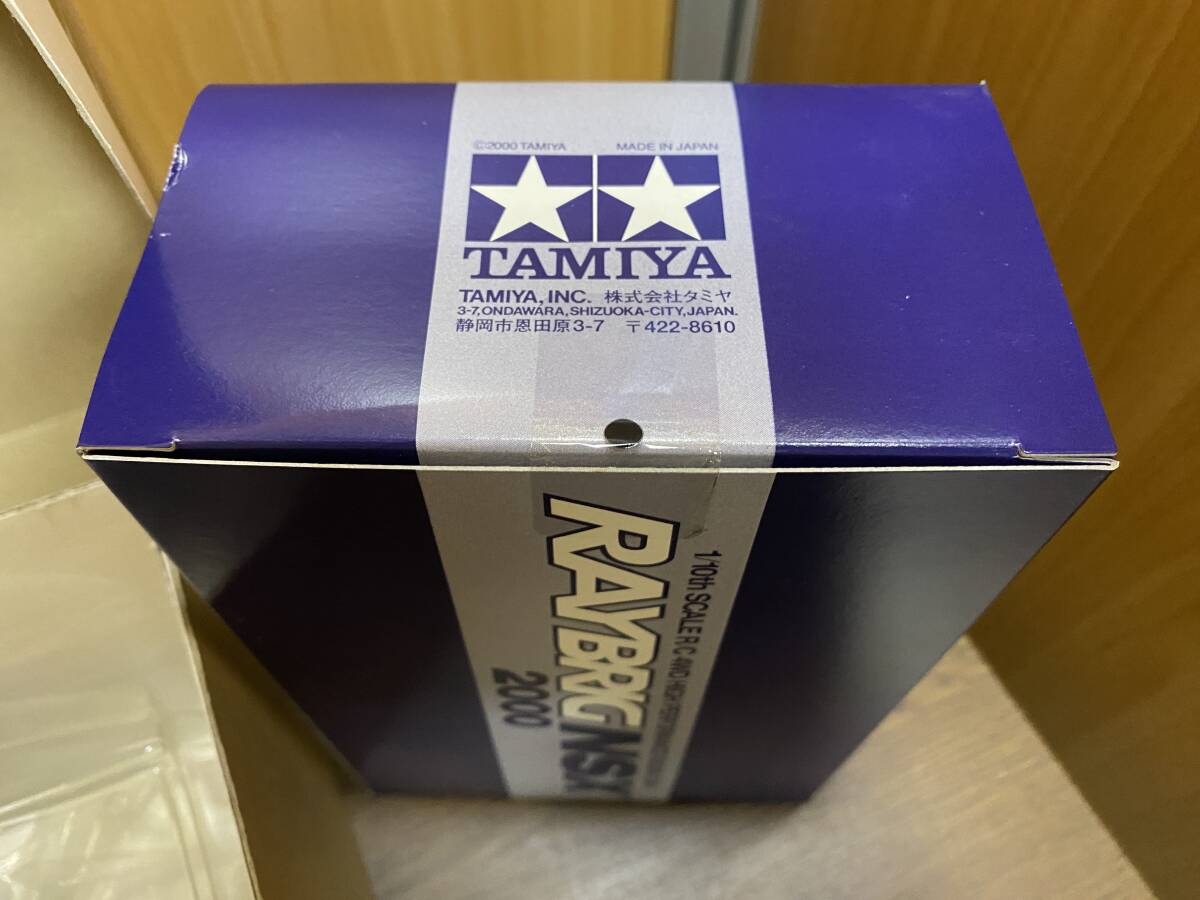 ©2000 TAMIYA MADE IN JAPAN
TAMIYA
TAMIYA, INC. 株式会社タミヤ
3-7, ONDAWARA, SHIZUOKA-CITY, JAPAN.
静岡市恩田原3-7 〒422-8610
1/10th SCALE R/C 4WD HIGH
RAYBRIG NSX
2000